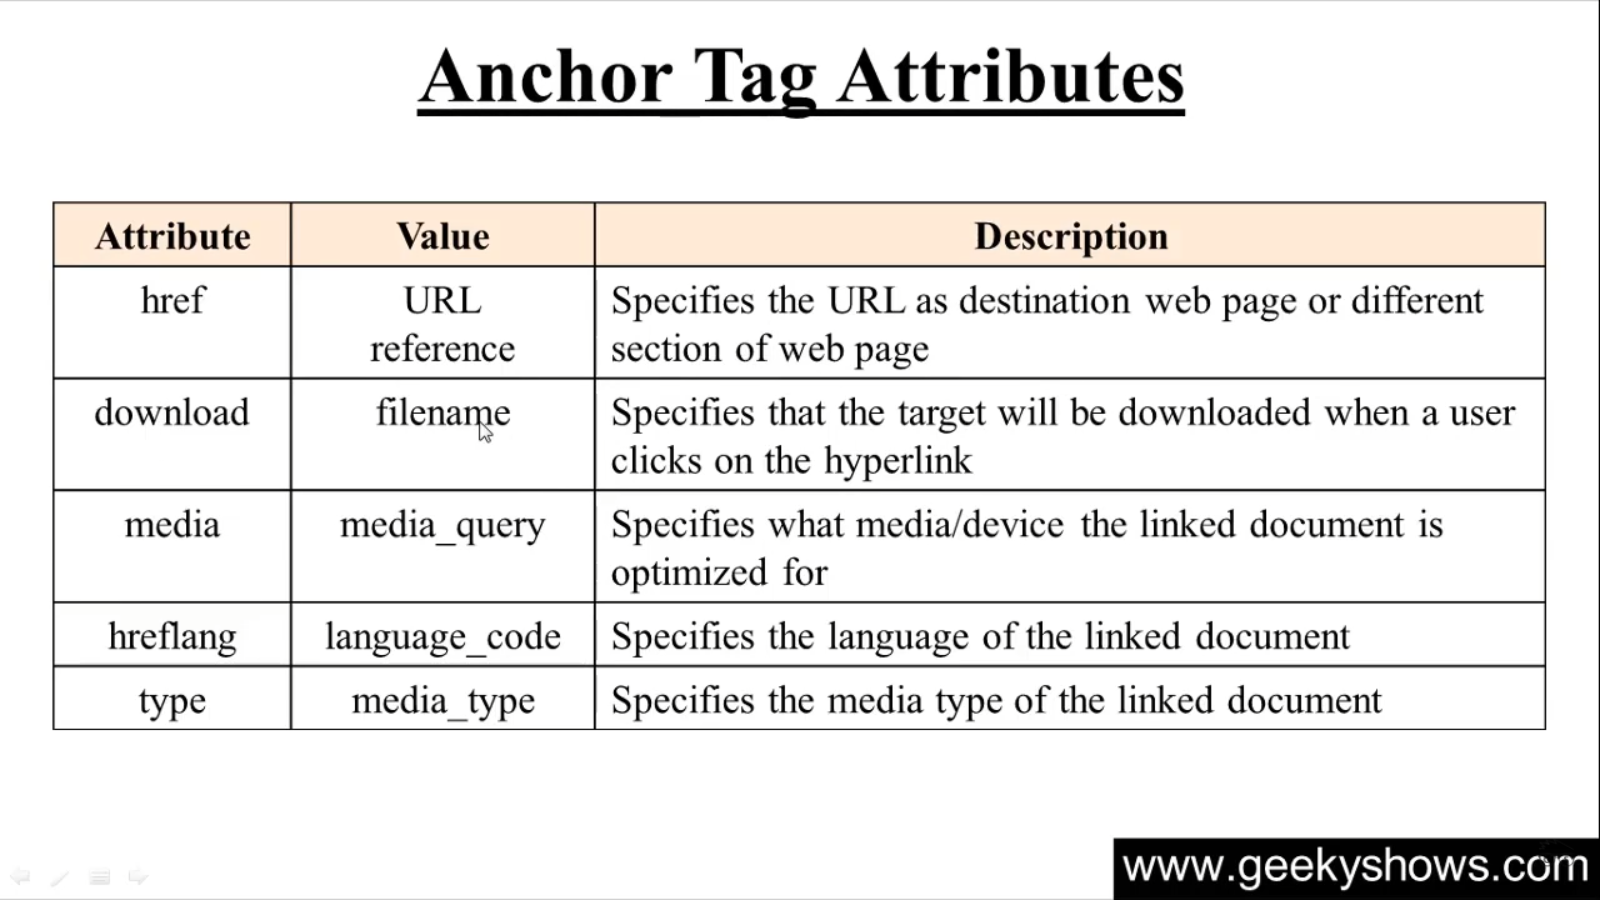 Anchor Tag Attributes
Attribute Value Description
href URL Specifies the URL as destination web page or different
reference section of web page
download filename Specifies that the target will be downloaded when a user
clicks on the hyperlink
media media_query Specifies what media/device the linked document is
optimized for
hreflang language_code Specifies the language of the linked document
type media_type Specifies the media type of the linked document
www.geekyshows.com